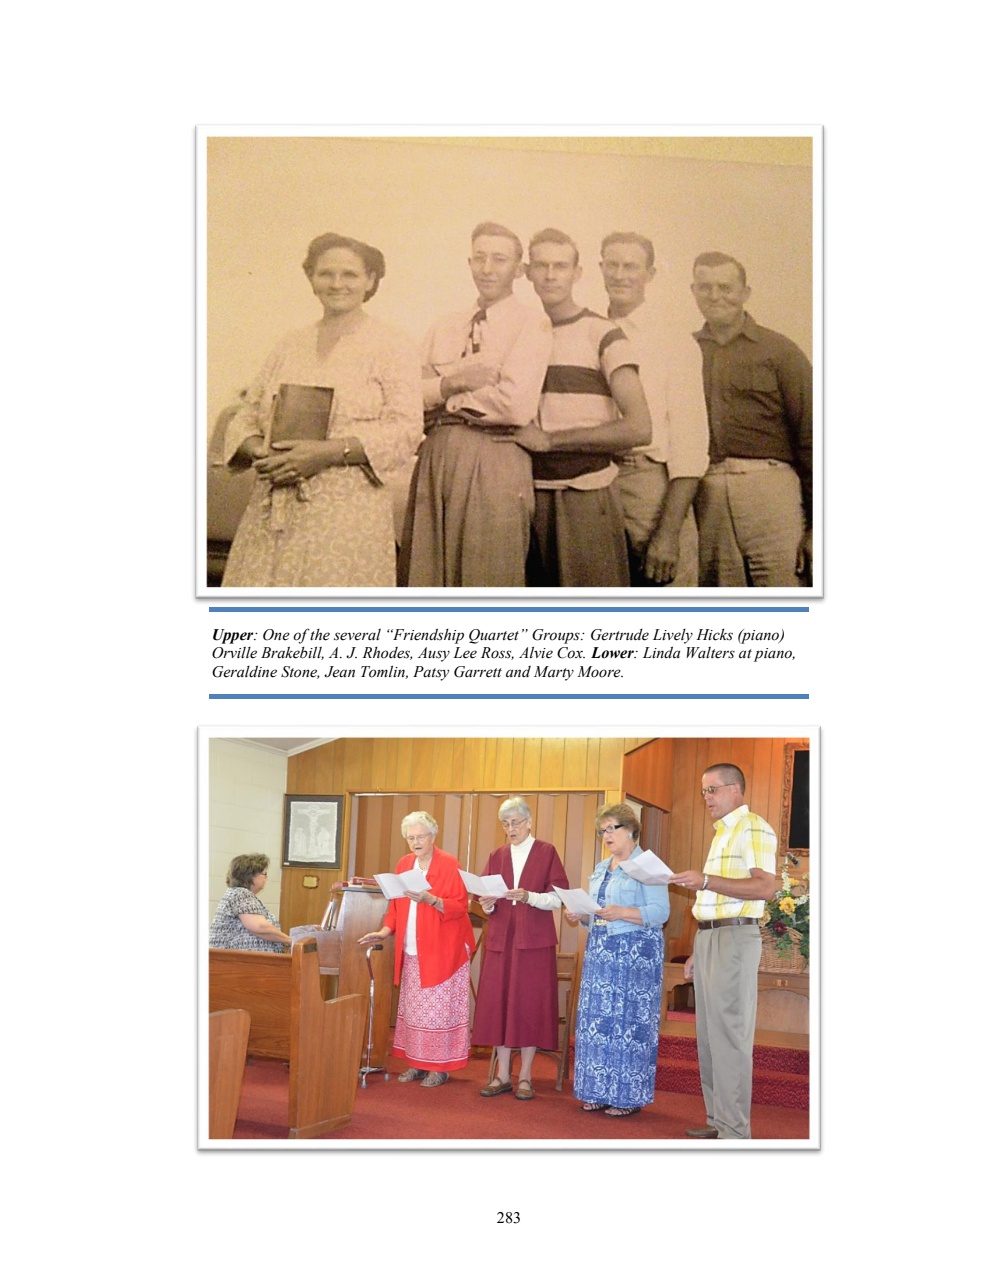 Upper: One of the several “Friendship Quartet” Groups: Gertrude Lively Hicks (piano)
Orville Brakebill, A. J. Rhodes, Ausy Lee Ross, Alvie Cox. Lower: Linda Walters at piano,
Geraldine Stone, Jean Tomlin, Patsy Garrett and Marty Moore.
283